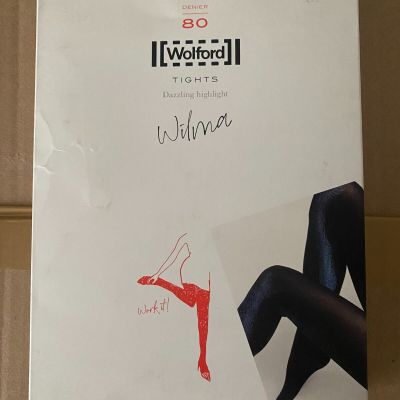 DENIER
80
Wolford
TIGHTS
Dazzling highlight
Wilma
Work it!